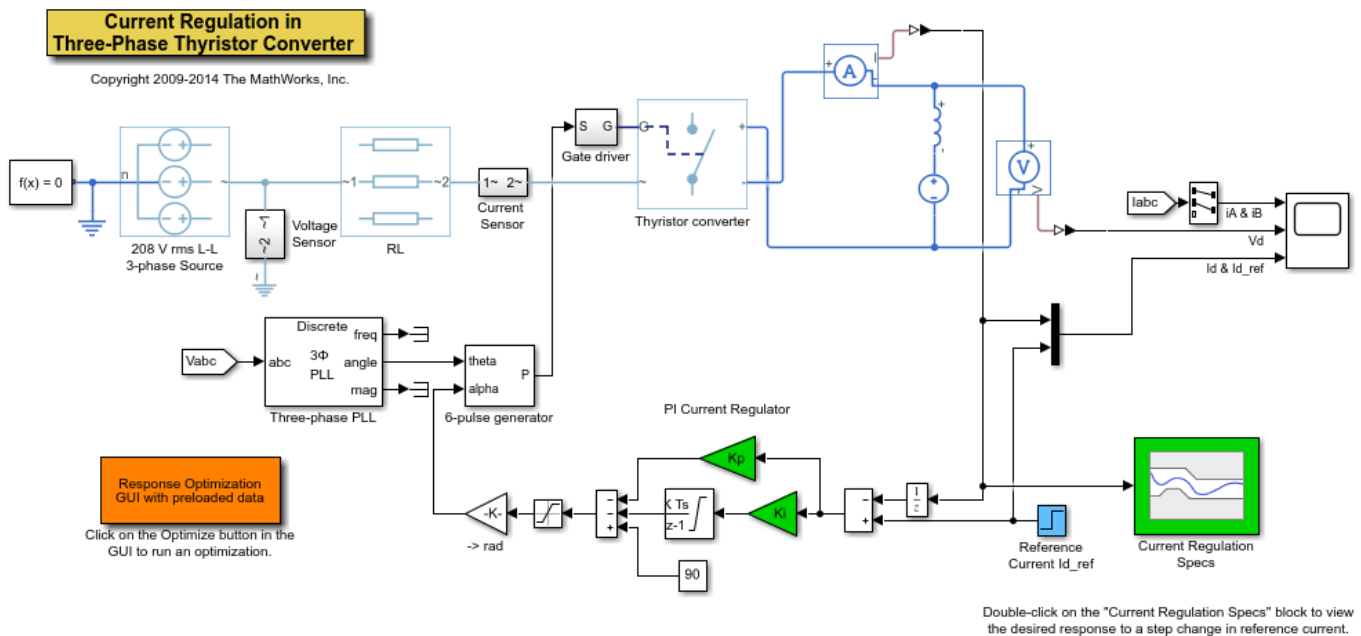 Current Regulation in
Three-Phase Thyristor Converter
Copyright 2009-2014 The MathWorks, Inc.
f(x) = 0
n
~
208 V rms L-L
3-phase Source
~2 ~1
~
Voltage
Sensor
~1
~2
RL
1~ 2~
Current
Sensor
S G
Gate driver
G
~
+
-
Thyristor converter
+
A
I
-
+
-
+
V
-
V
Iabc
iA & iB
Vd
Id & Id_ref
Vabc
abc
Discrete
3Φ
PLL
freq
angle
mag
Three-phase PLL
theta
alpha
P
6-pulse generator
PI Current Regulator
Kp
Ki
K Ts
z-1
-K-
-> rad
−
−
+
90
−
+
1
z
Reference
Current Id_ref
Current Regulation
Specs
Response Optimization
GUI with preloaded data
Click on the Optimize button in the
GUI to run an optimization.
Double-click on the "Current Regulation Specs" block to view
the desired response to a step change in reference current.